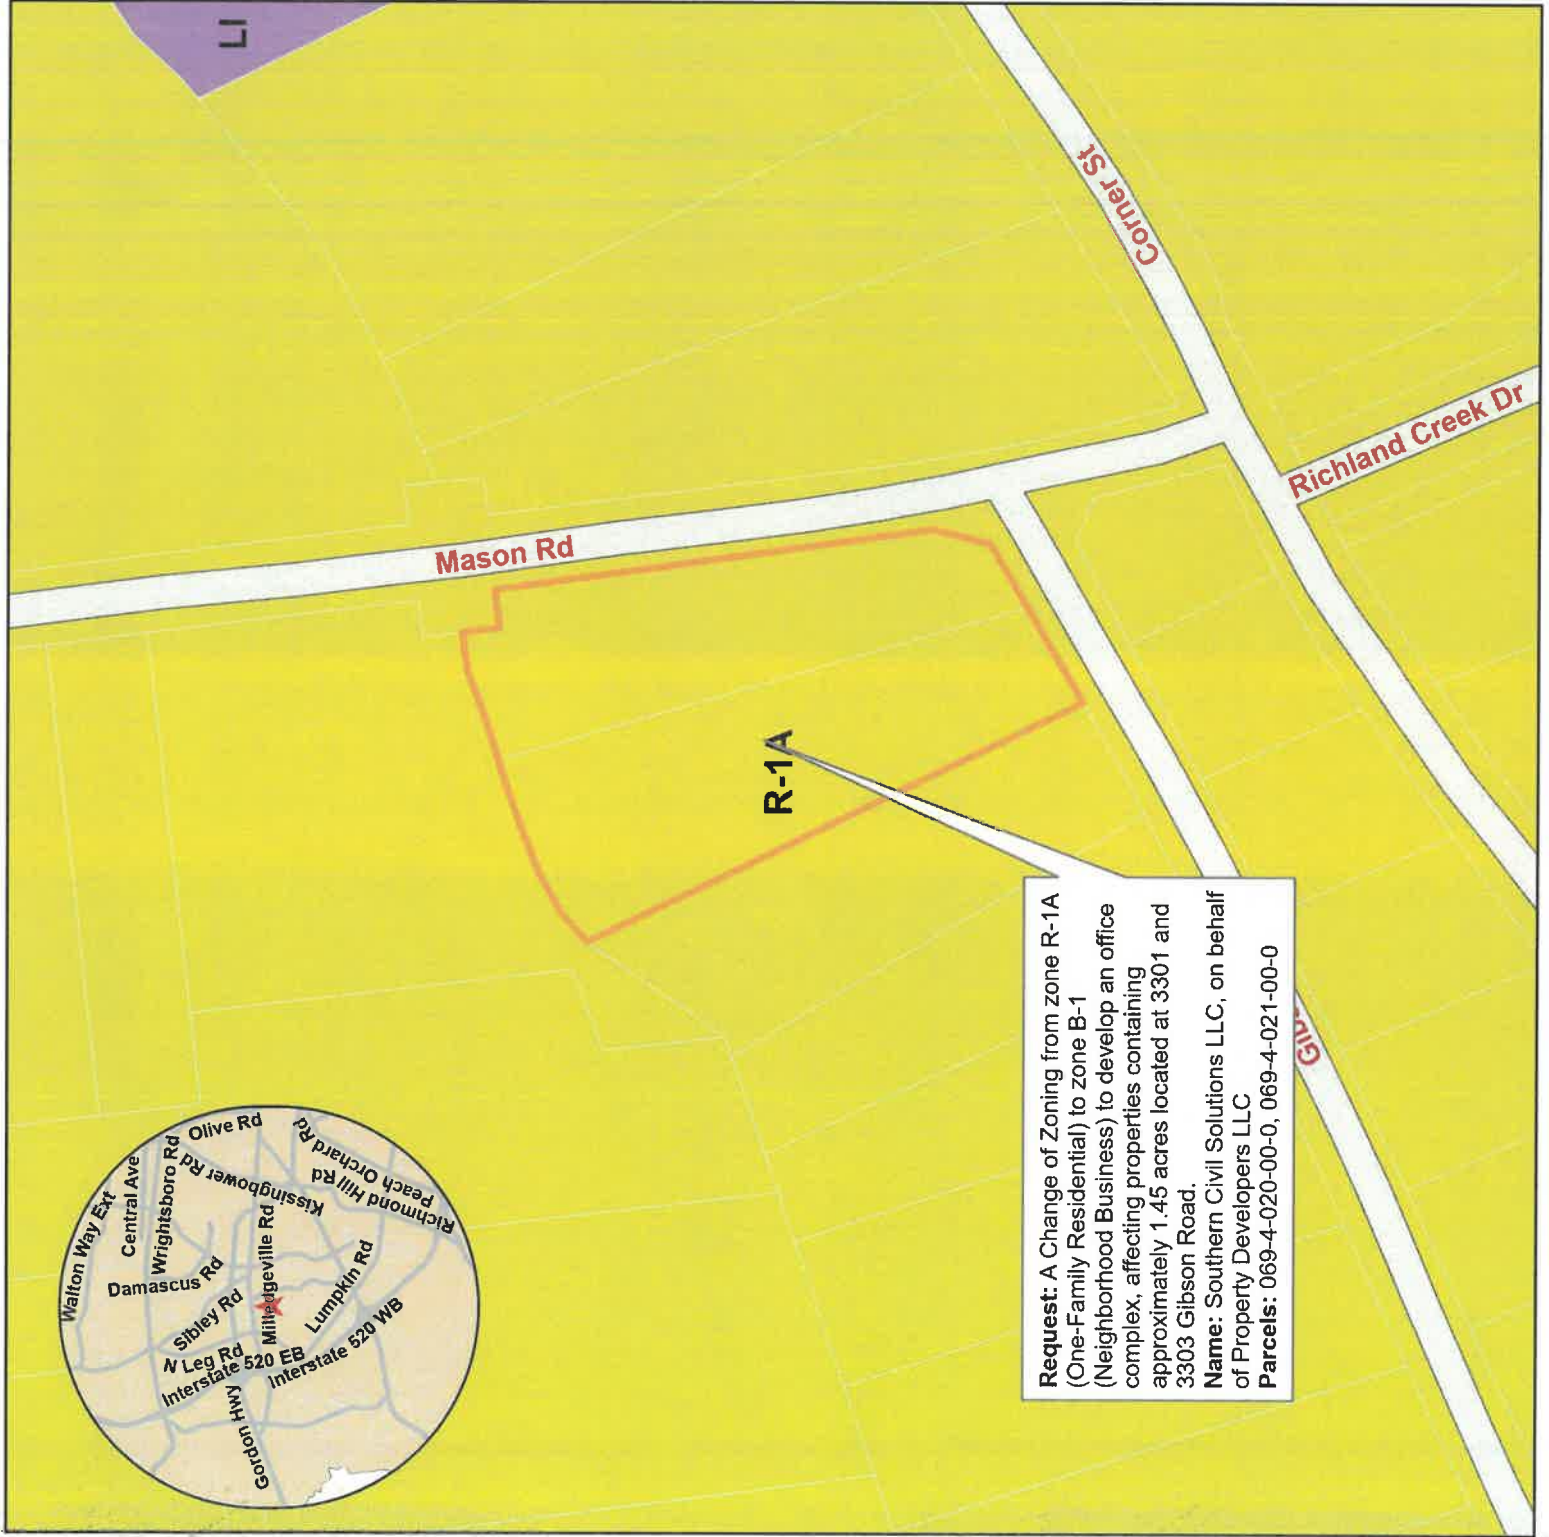 Walton Way Ext
Central Ave
Wrightsboro Rd
Olive Rd
Damascus Rd
Kissingbower Rd
Peach Orchard Rd
Richmond Hill Rd
Sibley Rd
Milledgeville Rd
Lumpkin Rd
N Leg Rd
Interstate 520 EB
Interstate 520 WB
Gordon Hwy
LI
Mason Rd
Corner St
Richland Creek Dr
R-1A
Request: A Change of Zoning from zone R-1A
(One-Family Residential) to zone B-1
(Neighborhood Business) to develop an office
complex, affecting properties containing
approximately 1.45 acres located at 3301 and
3303 Gibson Road.
Name: Southern Civil Solutions LLC, on behalf
of Property Developers LLC
Parcels: 069-4-020-00-0, 069-4-021-00-0